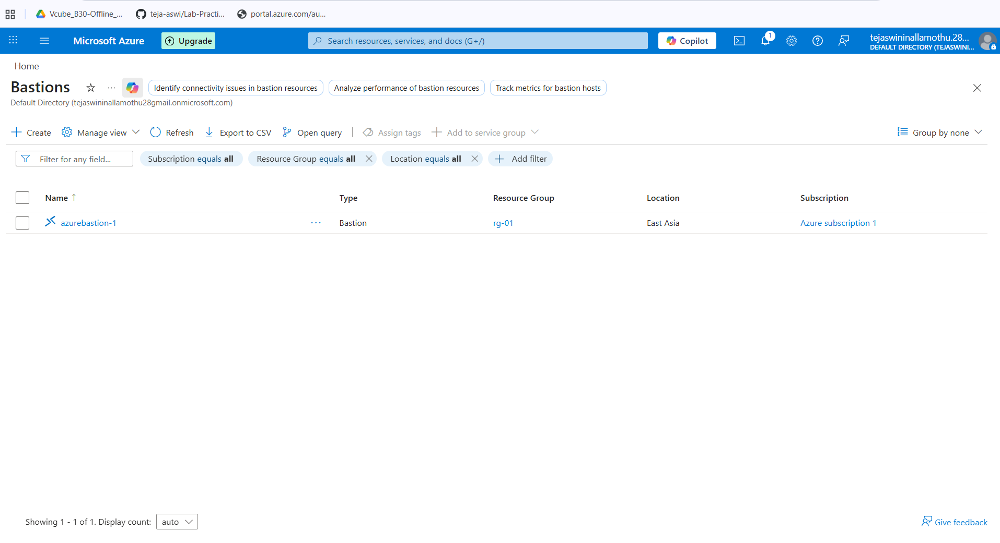 Vcube_B30-Offline_... teja-aswi/Lab-Practi... portal.azure.com/au...
Microsoft Azure Upgrade Search resources, services, and docs (G+/) Copilot 1 tejaswininallamothu.28...
DEFAULT DIRECTORY (TEJASWINI...
Home
Bastions ... Identify connectivity issues in bastion resources Analyze performance of bastion resources Track metrics for bastion hosts
Default Directory (tejaswininallamothu28gmail.onmicrosoft.com)
Create Manage view Refresh Export to CSV Open query Assign tags Add to service group Group by none
Filter for any field... Subscription equals all Resource Group equals all Location equals all Add filter
Name ↑ Type Resource Group Location Subscription
azurebastion-1 ... Bastion rg-01 East Asia Azure subscription 1
Showing 1 - 1 of 1. Display count: auto Give feedback